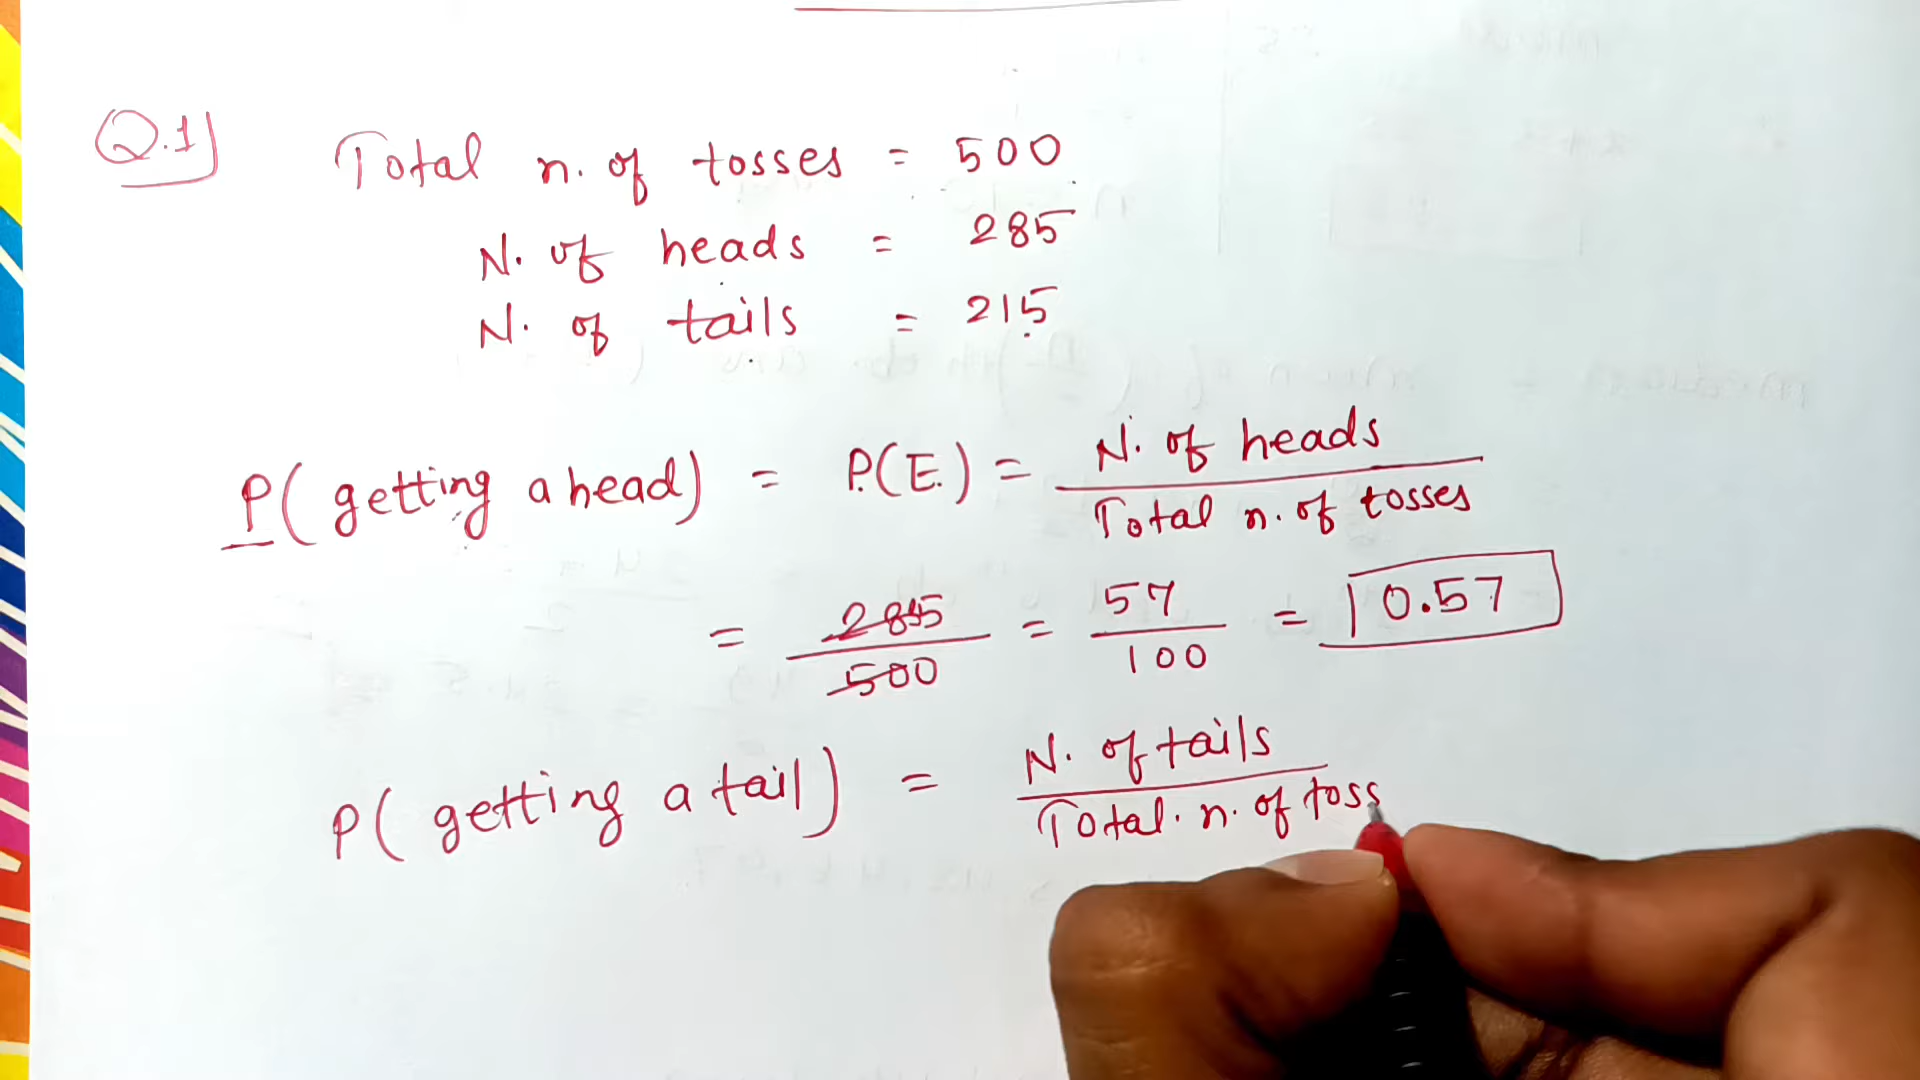 Q.1)
Total n. of tosses = 500
N. of heads = 285
N. of tails = 215
P( getting a head) = P(E) = N. of heads / Total n. of tosses
= 285 / 500 = 57 / 100 = 0.57
P( getting a tail) = N. of tails / Total. n. of toss